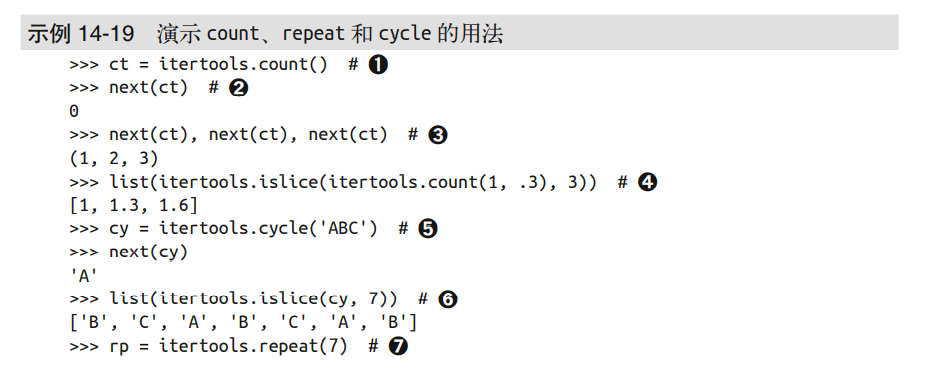 示例 14-19 演示 count、repeat 和 cycle 的用法
>>> ct = itertools.count() # ❶
>>> next(ct) # ❷
0
>>> next(ct), next(ct), next(ct) # ❸
(1, 2, 3)
>>> list(itertools.islice(itertools.count(1, .3), 3)) # ❹
[1, 1.3, 1.6]
>>> cy = itertools.cycle('ABC') # ❺
>>> next(cy)
'A'
>>> list(itertools.islice(cy, 7)) # ❻
['B', 'C', 'A', 'B', 'C', 'A', 'B']
>>> rp = itertools.repeat(7) # ❼